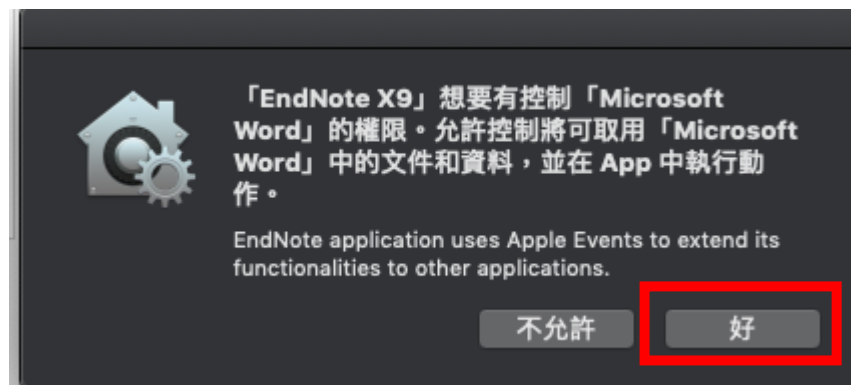 「EndNote X9」想要有控制「Microsoft
Word」的權限。允許控制將可取用「Microsoft
Word」中的文件和資料，並在 App 中執行動
作。
EndNote application uses Apple Events to extend its
functionalities to other applications.
不允許
好